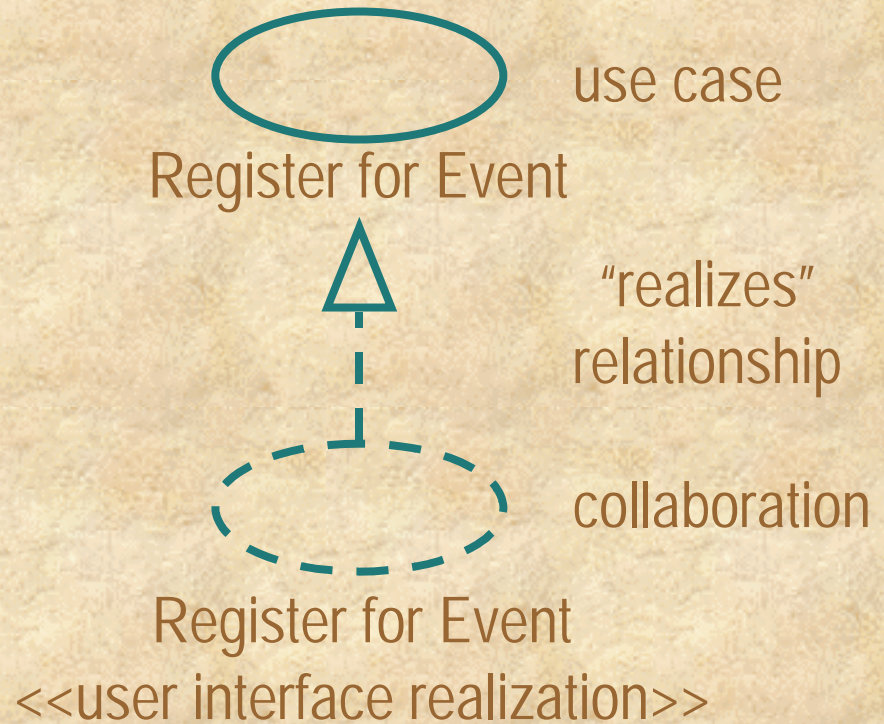 use case
Register for Event
“realizes”
relationship
collaboration
Register for Event
<<user interface realization>>